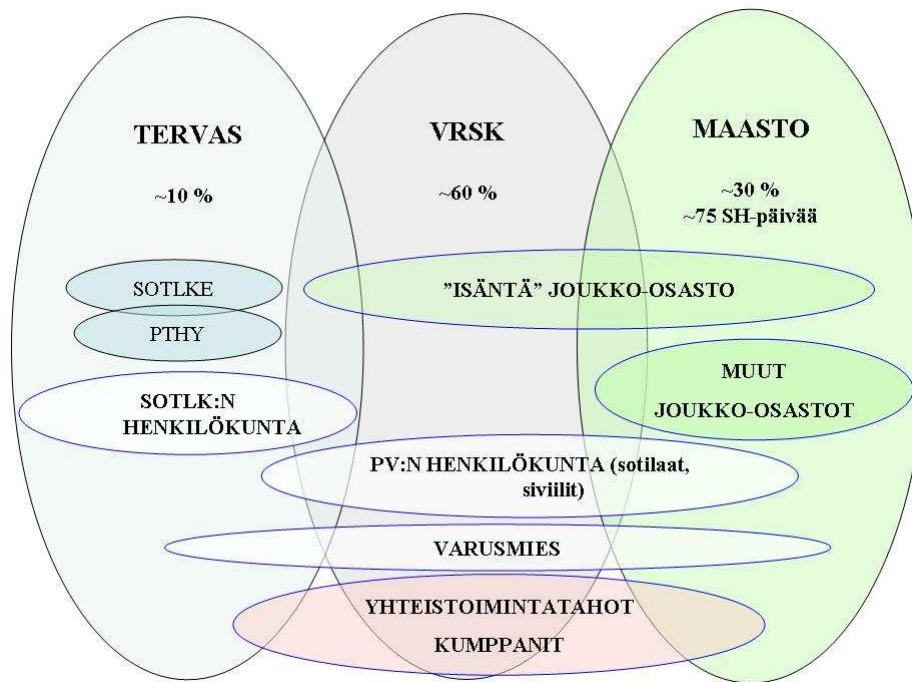 TERVAS
~10 %
VRSK
~60 %
MAASTO
~30 %
~75 SH-päivää
SOTLKE
PTHY
SOTLK:N
HENKILÖKUNTA
”ISÄNTÄ” JOUKKO-OSASTO
MUUT
JOUKKO-OSASTOT
PV:N HENKILÖKUNTA (sotilaat,
siviilit)
VARUSMIES
YHTEISTOIMINTATAHOT
KUMPPANIT